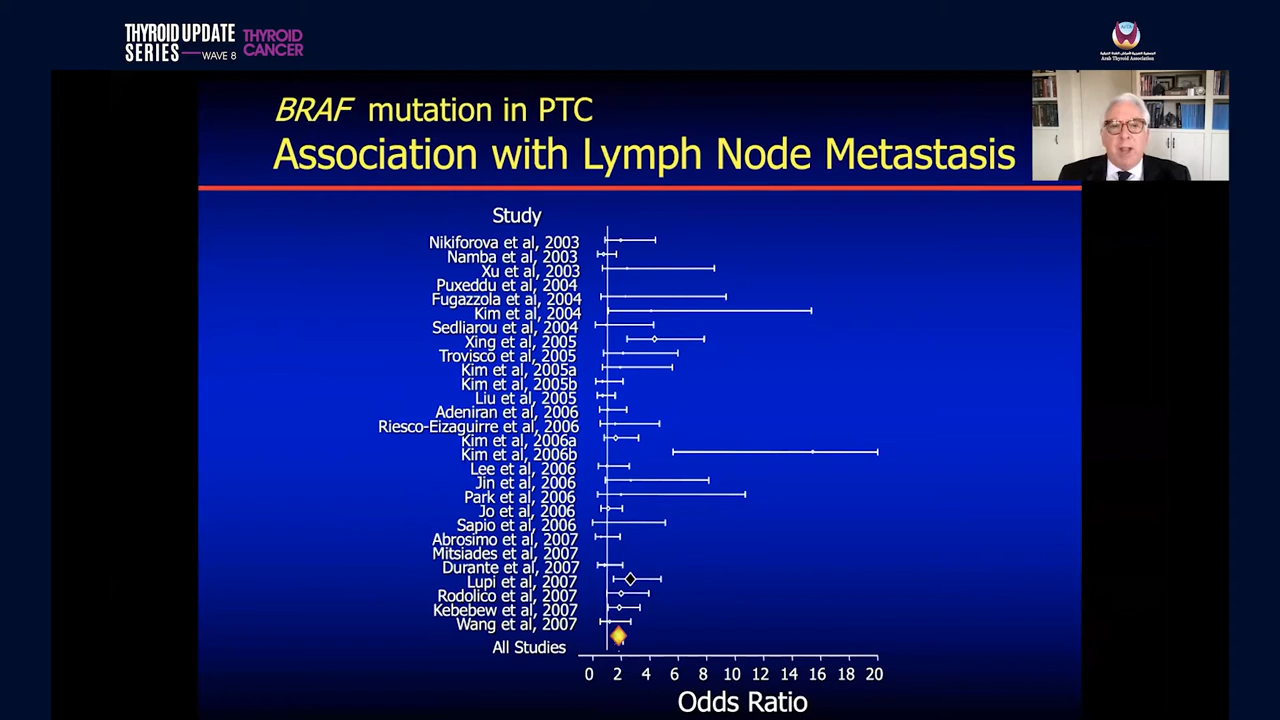 THYROID UPDATE
SERIES — WAVE 8
THYROID
CANCER
الجمعية العربية لأمراض الغدة الدرقية
Arab Thyroid Association
BRAF mutation in PTC
Association with Lymph Node Metastasis
Study
Nikiforova et al, 2003
Namba et al, 2003
Xu et al, 2003
Puxeddu et al, 2004
Fugazzola et al, 2004
Kim et al, 2004
Sedliarou et al, 2004
Xing et al, 2005
Trovisco et al, 2005
Kim et al, 2005a
Kim et al, 2005b
Liu et al, 2005
Adeniran et al, 2006
Riesco-Eizaguirre et al, 2006
Kim et al, 2006a
Kim et al, 2006b
Lee et al, 2006
Jin et al, 2006
Park et al, 2006
Jo et al, 2006
Sapio et al, 2006
Abrosimo et al, 2007
Mitsiades et al, 2007
Durante et al, 2007
Lupi et al, 2007
Rodolico et al, 2007
Kebebew et al, 2007
Wang et al, 2007
All Studies
0 2 4 6 8 10 12 14 16 18 20
Odds Ratio